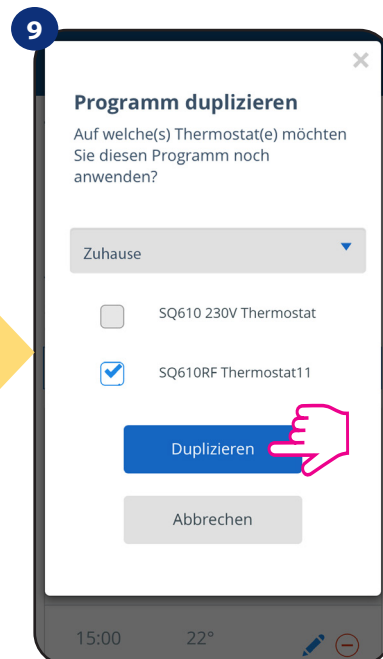 9
×
Programm duplizieren
Auf welche(s) Thermostat(e) möchten
Sie diesen Programm noch
anwenden?
Zuhause
SQ610 230V Thermostat
SQ610RF Thermostat11
Duplizieren
Abbrechen
15:00 22°